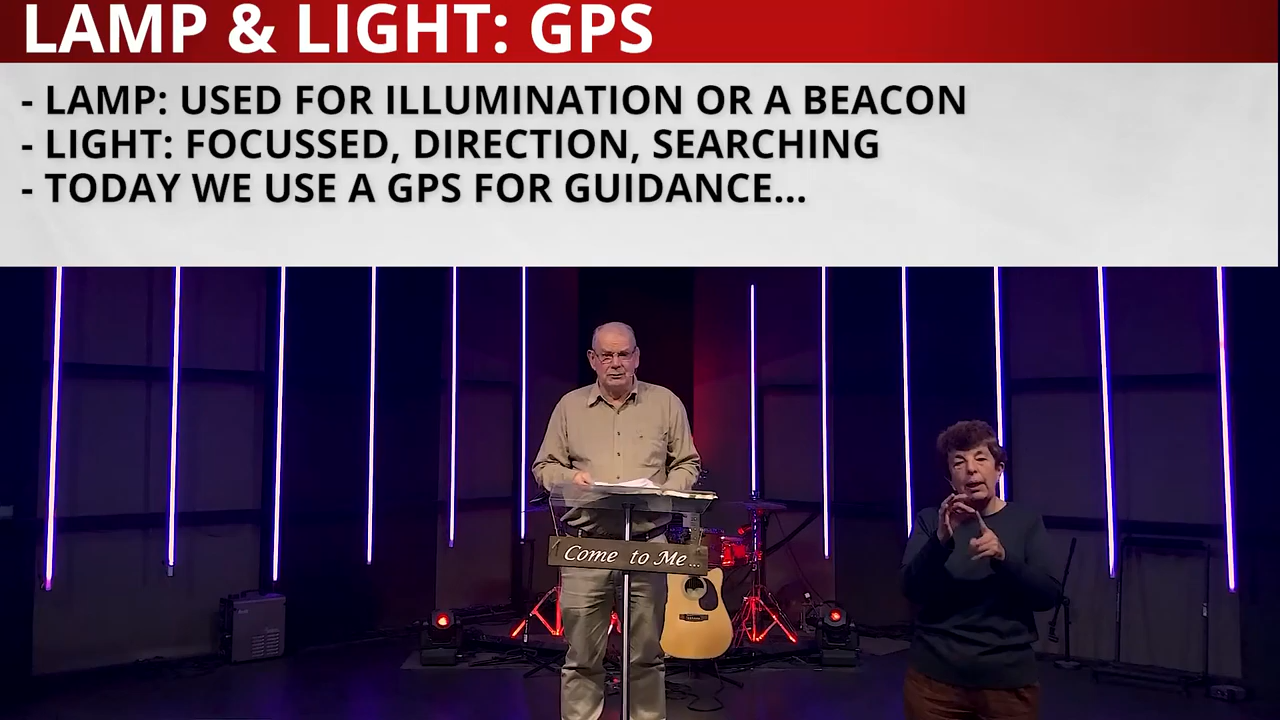 LAMP & LIGHT: GPS
- LAMP: USED FOR ILLUMINATION OR A BEACON
- LIGHT: FOCUSSED, DIRECTION, SEARCHING
- TODAY WE USE A GPS FOR GUIDANCE...
Come to Me...